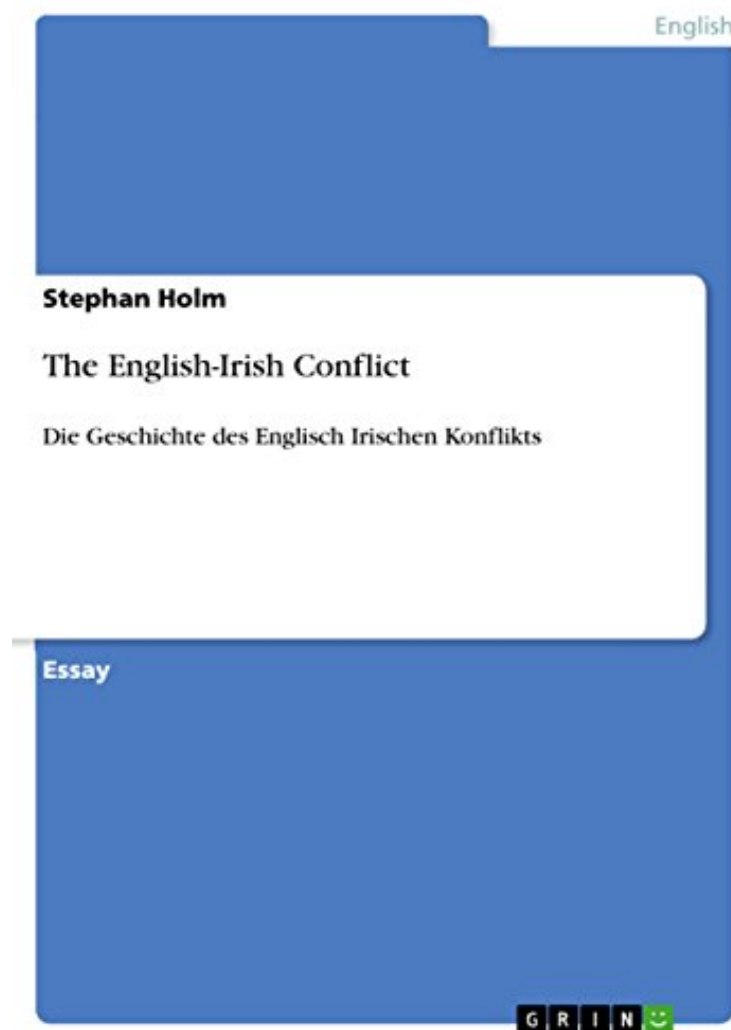 English
Stephan Holm
The English-Irish Conflict
Die Geschichte des Englisch Irischen Konflikts
Essay
GRIN